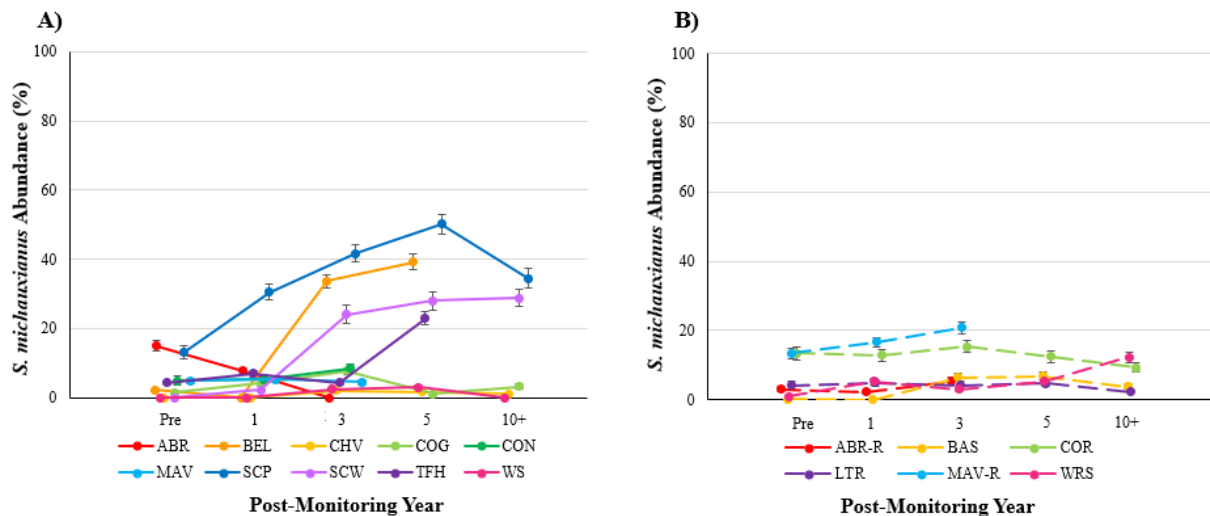 A)
S. michauxianus Abundance (%)
100
80
60
40
20
0
Pre 1 3 5 10+
ABR BEL CHV COG CON
MAV SCP SCW TFH WS
Post-Monitoring Year
B)
S. michauxianus Abundance (%)
100
80
60
40
20
0
Pre 1 3 5 10+
ABR-R BAS COR
LTR MAV-R WRS
Post-Monitoring Year